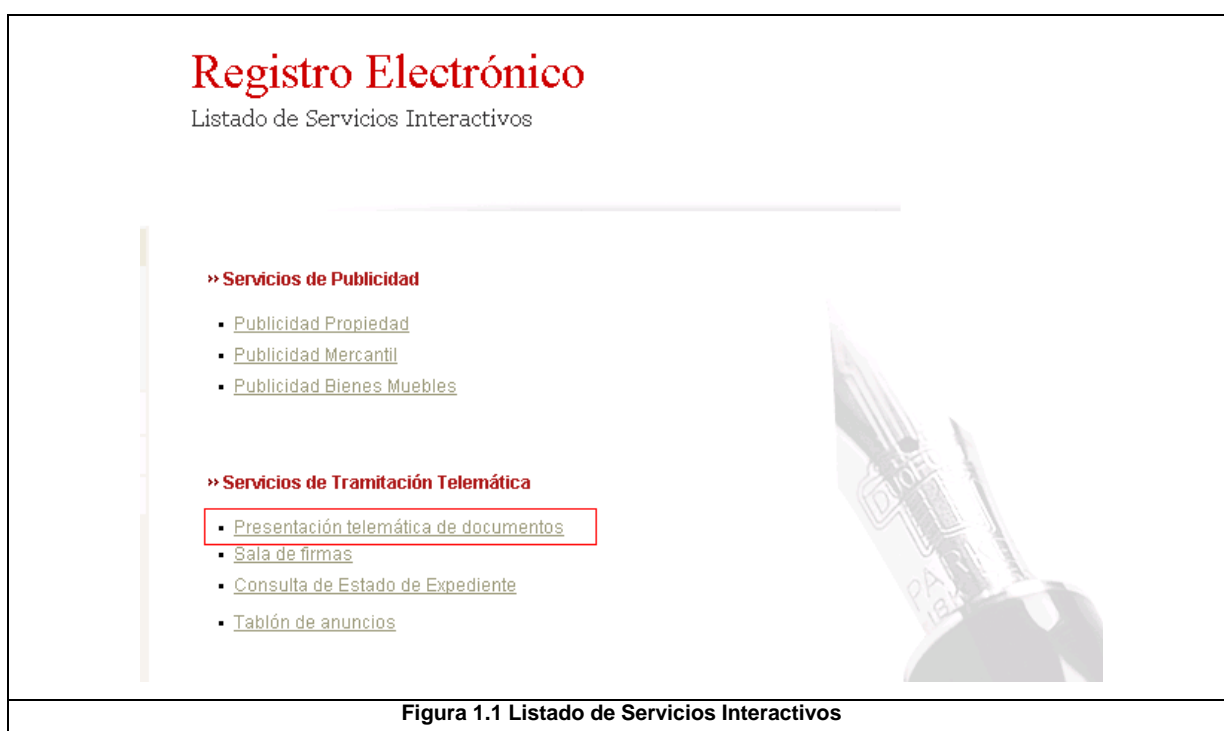 Registro Electrónico
Listado de Servicios Interactivos
›› Servicios de Publicidad
▪ Publicidad Propiedad
▪ Publicidad Mercantil
▪ Publicidad Bienes Muebles
›› Servicios de Tramitación Telemática
▪ Presentación telemática de documentos
▪ Sala de firmas
▪ Consulta de Estado de Expediente
▪ Tablón de anuncios
Figura 1.1 Listado de Servicios Interactivos